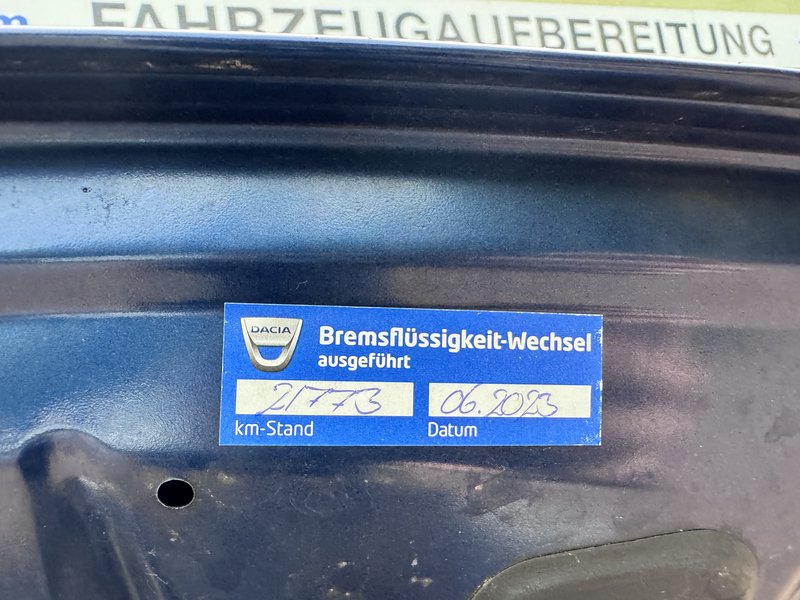 m FAHRZEUGAUFBEREITUNG
DACIA
Bremsflüssigkeit-Wechsel
ausgeführt
21773 06.2023
km-Stand Datum